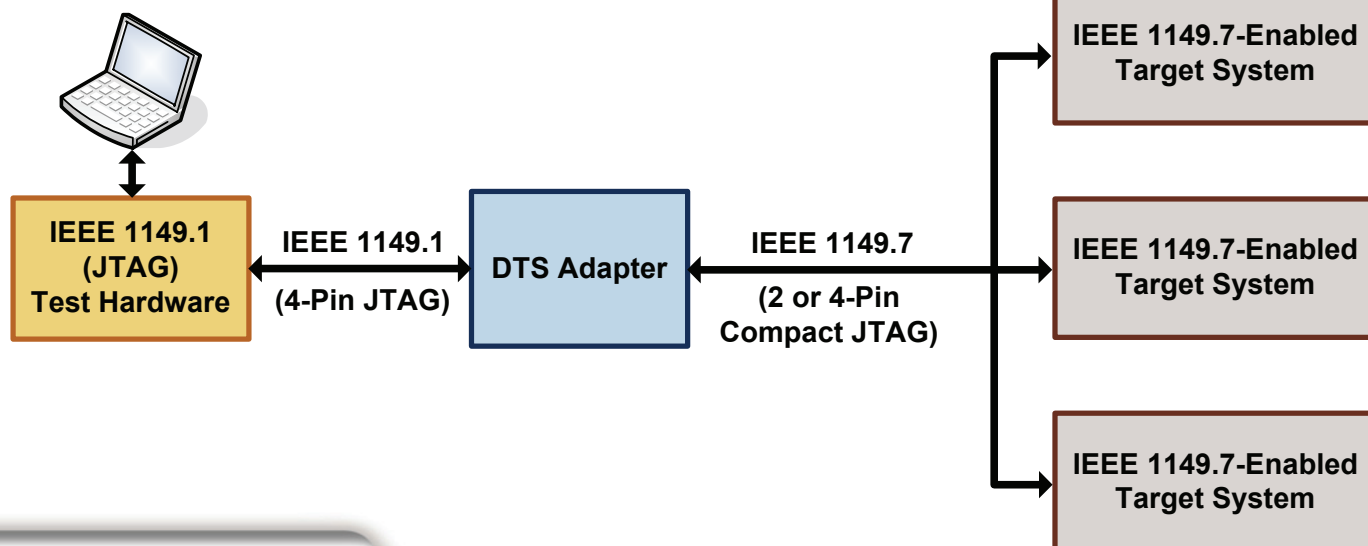 IEEE 1149.1
(JTAG)
Test Hardware
IEEE 1149.1
(4-Pin JTAG)
DTS Adapter
IEEE 1149.7
(2 or 4-Pin
Compact JTAG)
IEEE 1149.7-Enabled
Target System
IEEE 1149.7-Enabled
Target System
IEEE 1149.7-Enabled
Target System